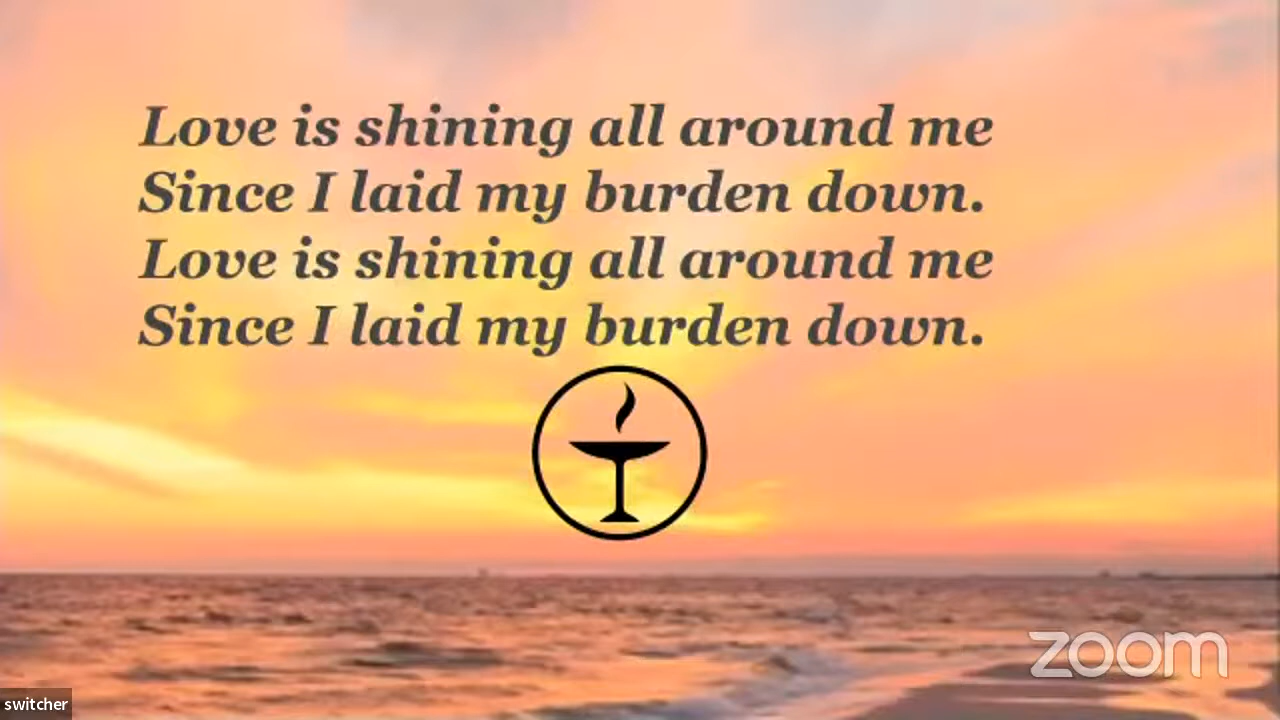 Love is shining all around me
Since I laid my burden down.
Love is shining all around me
Since I laid my burden down.
zoom
switcher